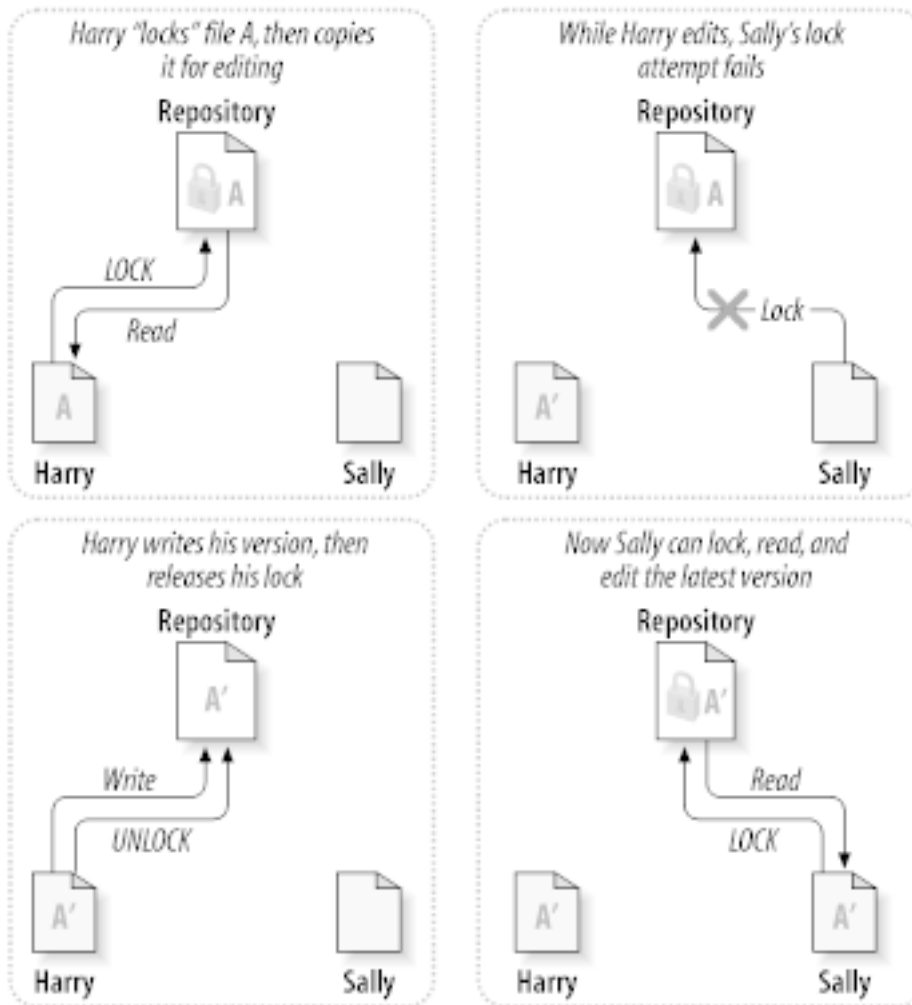 Harry “locks” file A, then copies
it for editing
Repository
A
LOCK
Read
A
Harry
Sally
While Harry edits, Sally’s lock
attempt fails
Repository
A
Lock
A’
Harry
Sally
Harry writes his version, then
releases his lock
Repository
A’
Write
UNLOCK
A’
Harry
Sally
Now Sally can lock, read, and
edit the latest version
Repository
A’
Read
LOCK
A’
A’
Harry
Sally